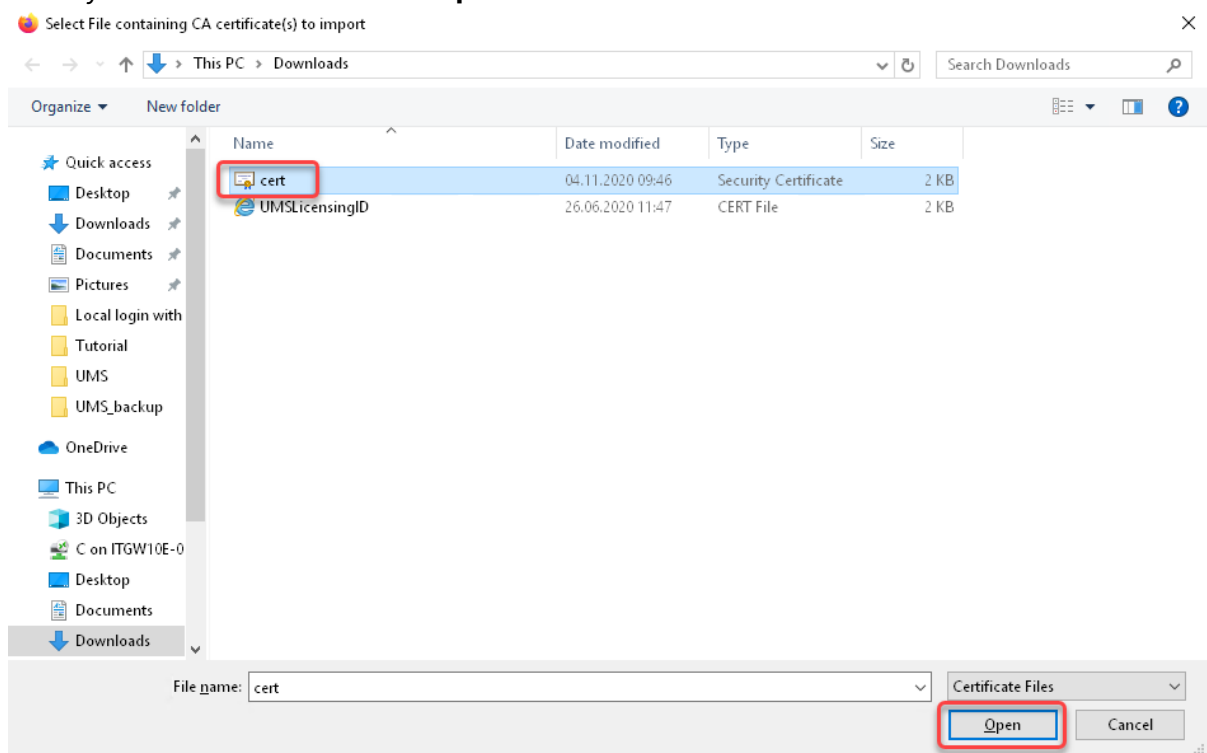 Select File containing CA certificate(s) to import
This PC > Downloads
Search Downloads
Organize
New folder
Name
Date modified
Type
Size
cert
04.11.2020 09:46
Security Certificate
2 KB
UMSLicensingID
26.06.2020 11:47
CERT File
2 KB
Quick access
Desktop
Downloads
Documents
Pictures
Local login with
Tutorial
UMS
UMS_backup
OneDrive
This PC
3D Objects
C on ITGW10E-0
Desktop
Documents
Downloads
File name: cert
Certificate Files
Open
Cancel